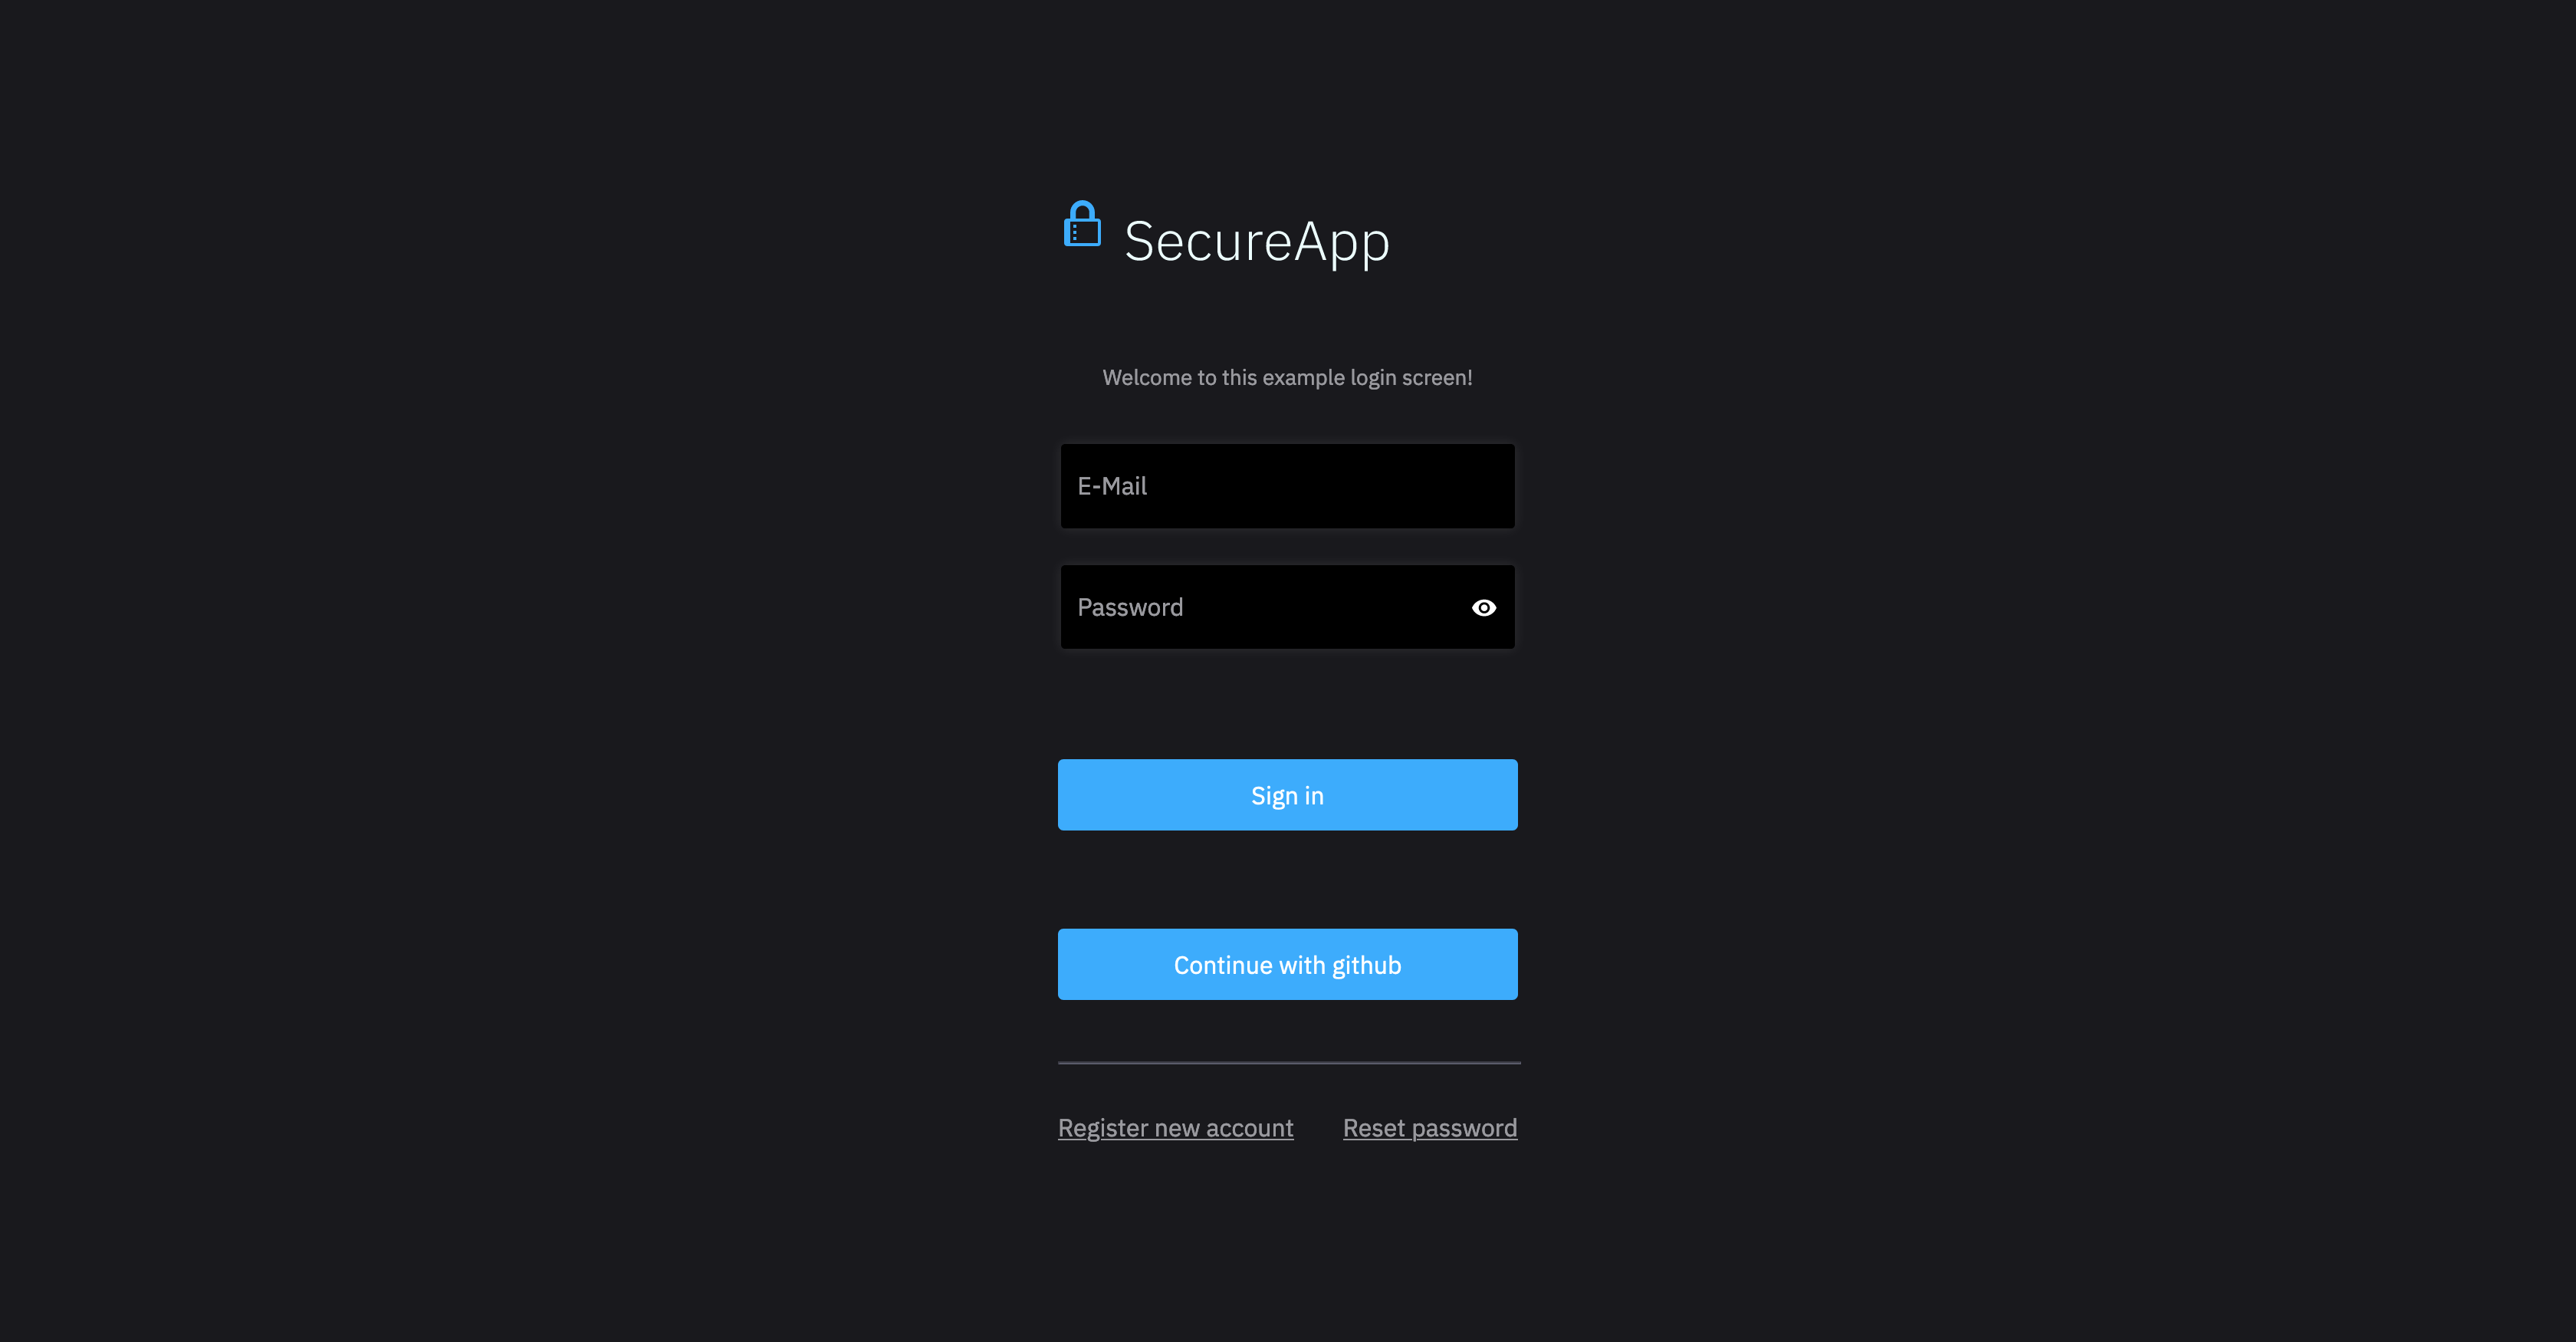 SecureApp
Welcome to this example login screen!
E-Mail
Password
Sign in
Continue with github
Register new account Reset password